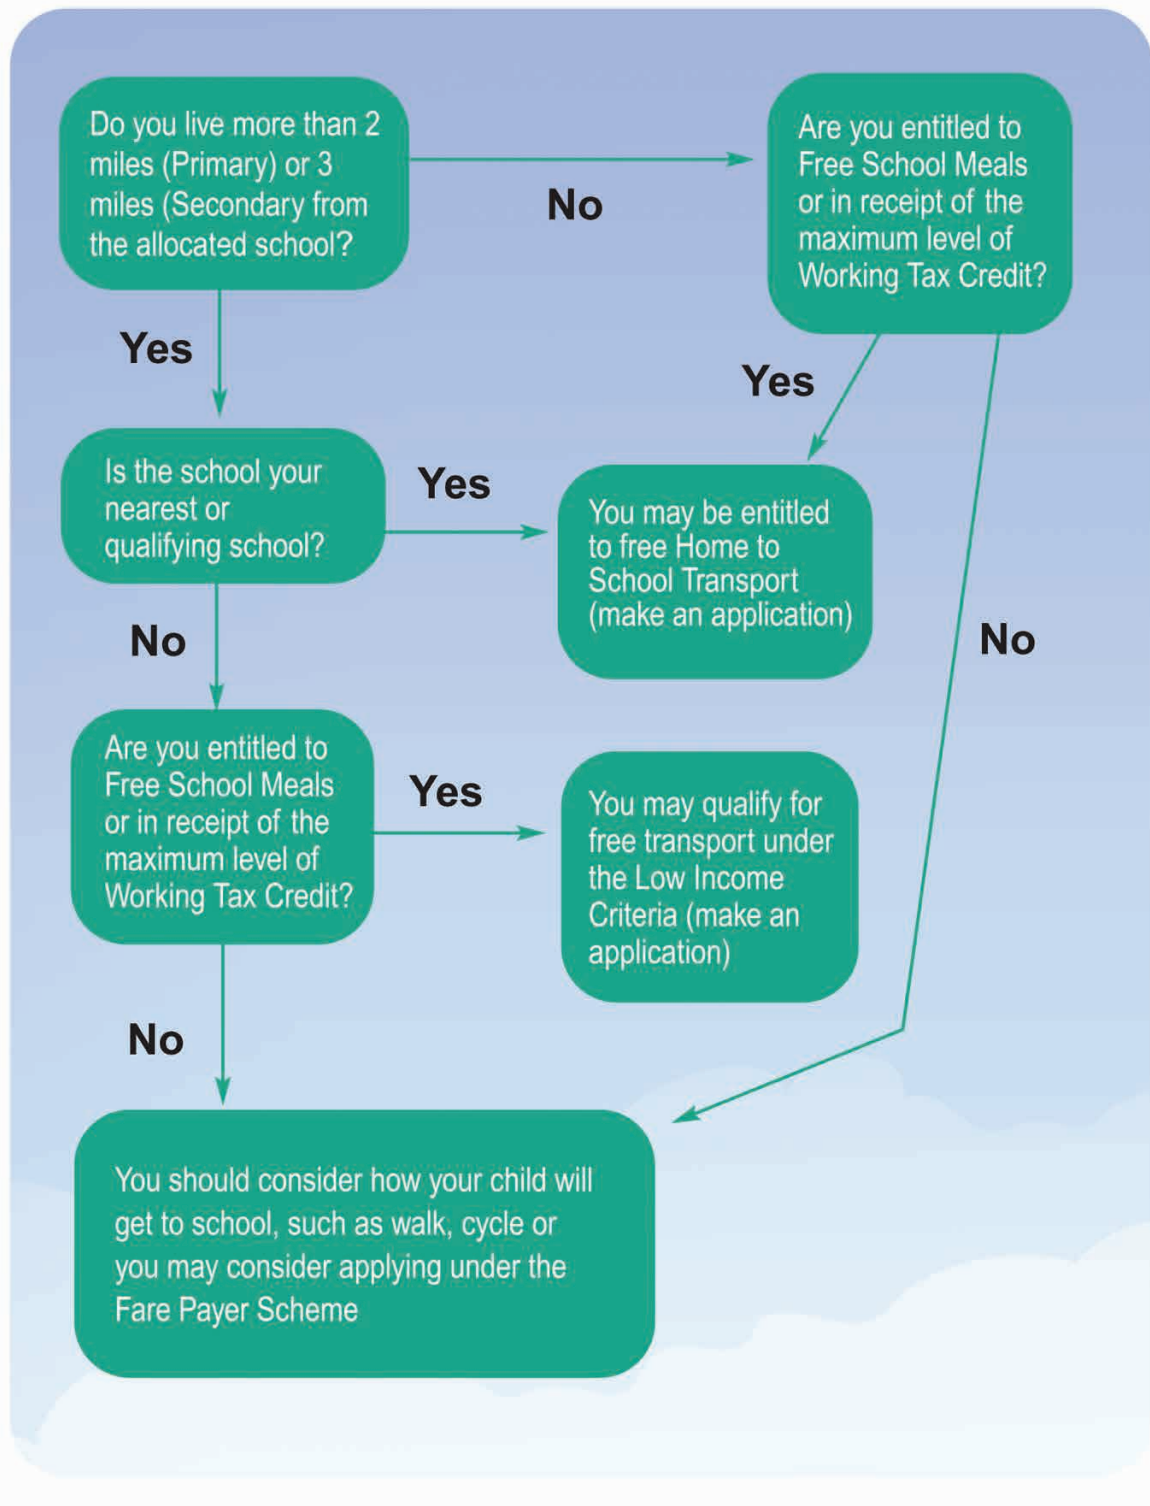 Do you live more than 2
miles (Primary) or 3
miles (Secondary from
the allocated school?
No
Are you entitled to
Free School Meals
or in receipt of the
maximum level of
Working Tax Credit?
Yes
Yes
Is the school your
nearest or
qualifying school?
Yes
You may be entitled
to free Home to
School Transport
(make an application)
No
No
Are you entitled to
Free School Meals
or in receipt of the
maximum level of
Working Tax Credit?
Yes
You may qualify for
free transport under
the Low Income
Criteria (make an
application)
No
You should consider how your child will
get to school, such as walk, cycle or
you may consider applying under the
Fare Payer Scheme